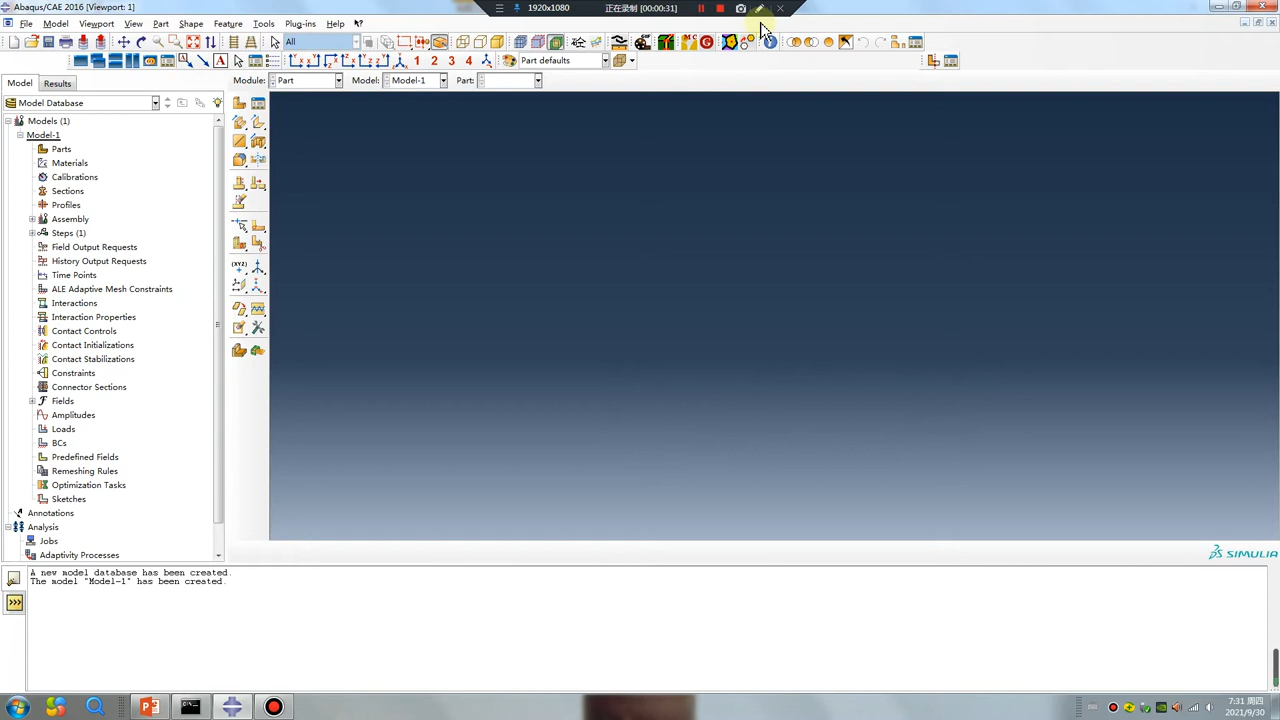 Abaqus/CAE 2016 [Viewport: 1]
1920x1080 正在录制 [00:00:31]
File Model Viewport View Part Shape Feature Tools Plug-ins Help
All
1 2 3 4 Part defaults
Model Results Module: Part Model: Model-1 Part:
Model Database
Models (1)
Model-1
Parts
Materials
Calibrations
Sections
Profiles
Assembly
Steps (1)
Field Output Requests
History Output Requests
Time Points
ALE Adaptive Mesh Constraints
Interactions
Interaction Properties
Contact Controls
Contact Initializations
Contact Stabilizations
Constraints
Connector Sections
Fields
Amplitudes
Loads
BCs
Predefined Fields
Remeshing Rules
Optimization Tasks
Sketches
Annotations
Analysis
Jobs
Adaptivity Processes
SIMULIA
A new model database has been created.
The model "Model-1" has been created.
7:31 周四
2021/9/30